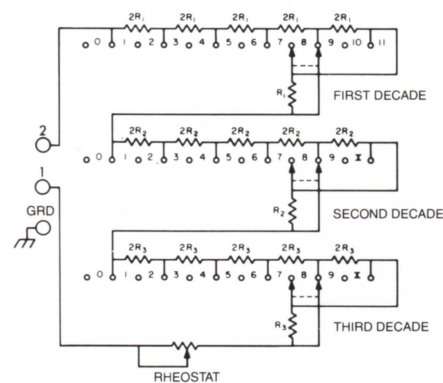 2R₁ 2R₁ 2R₁ 2R₁ 2R₁
0 1 2 3 4 5 6 7 8 9 10 11
R₁
FIRST DECADE
2R₂ 2R₂ 2R₂ 2R₂ 2R₂
2
0 1 2 3 4 5 6 7 8 9 X
1
R₂
GRD
SECOND DECADE
2R₃ 2R₃ 2R₃ 2R₃ 2R₃
0 1 2 3 4 5 6 7 8 9 X
R₃
THIRD DECADE
RHEOSTAT